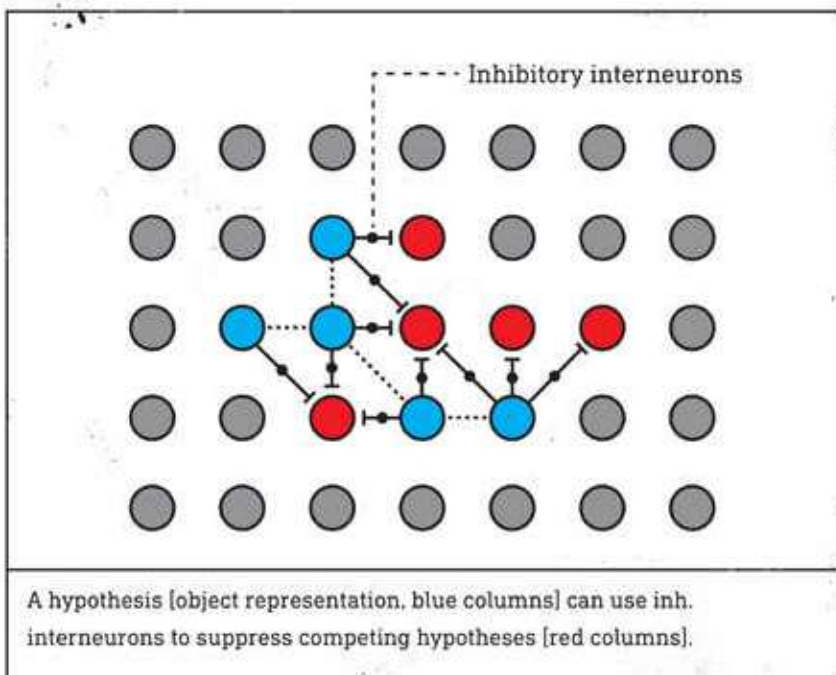 Inhibitory interneurons
A hypothesis [object representation, blue columns] can use inh.
interneurons to suppress competing hypotheses [red columns].